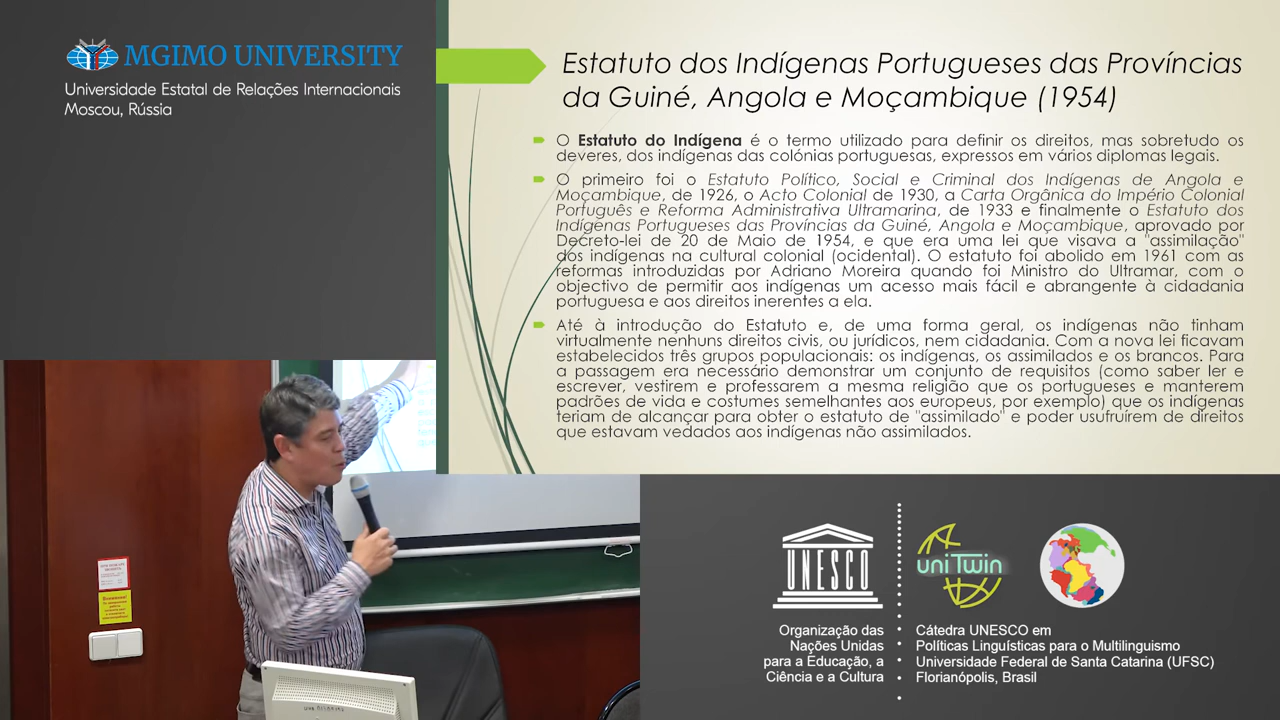 MGIMO UNIVERSITY
Universidade Estatal de Relações Internacionais
Moscou, Rússia
Estatuto dos Indígenas Portugueses das Províncias
da Guiné, Angola e Moçambique (1954)
O Estatuto do Indígena é o termo utilizado para definir os direitos, mas sobretudo os
deveres, dos indígenas das colónias portuguesas, expressos em vários diplomas legais.
O primeiro foi o Estatuto Político, Social e Criminal dos Indígenas de Angola e
Moçambique, de 1926, o Acto Colonial de 1930, a Carta Orgânica do Império Colonial
Português e Reforma Administrativa Ultramarina, de 1933 e finalmente o Estatuto dos
Indígenas Portugueses das Províncias da Guiné, Angola e Moçambique, aprovado por
Decreto-lei de 20 de Maio de 1954, e que era uma lei que visava a "assimilação"
dos indígenas na cultural colonial (ocidental). O estatuto foi abolido em 1961 com as
reformas introduzidas por Adriano Moreira quando foi Ministro do Ultramar, com o
objectivo de permitir aos indígenas um acesso mais fácil e abrangente à cidadania
portuguesa e aos direitos inerentes a ela.
Até à introdução do Estatuto e, de uma forma geral, os indígenas não tinham
virtualmente nenhuns direitos civis, ou jurídicos, nem cidadania. Com a nova lei ficavam
estabelecidos três grupos populacionais: os indígenas, os assimilados e os brancos. Para
a passagem era necessário demonstrar um conjunto de requisitos (como saber ler e
escrever, vestirem e professarem a mesma religião que os portugueses e manterem
padrões de vida e costumes semelhantes aos europeus, por exemplo) que os indígenas
teriam de alcançar para obter o estatuto de "assimilado" e poder usufruírem de direitos
que estavam vedados aos indígenas não assimilados.
UNESCO
uniTwin
Organização das
Nações Unidas
para a Educação, a
Ciência e a Cultura
Cátedra UNESCO em
Políticas Linguísticas para o Multilinguismo
Universidade Federal de Santa Catarina (UFSC)
Florianópolis, Brasil